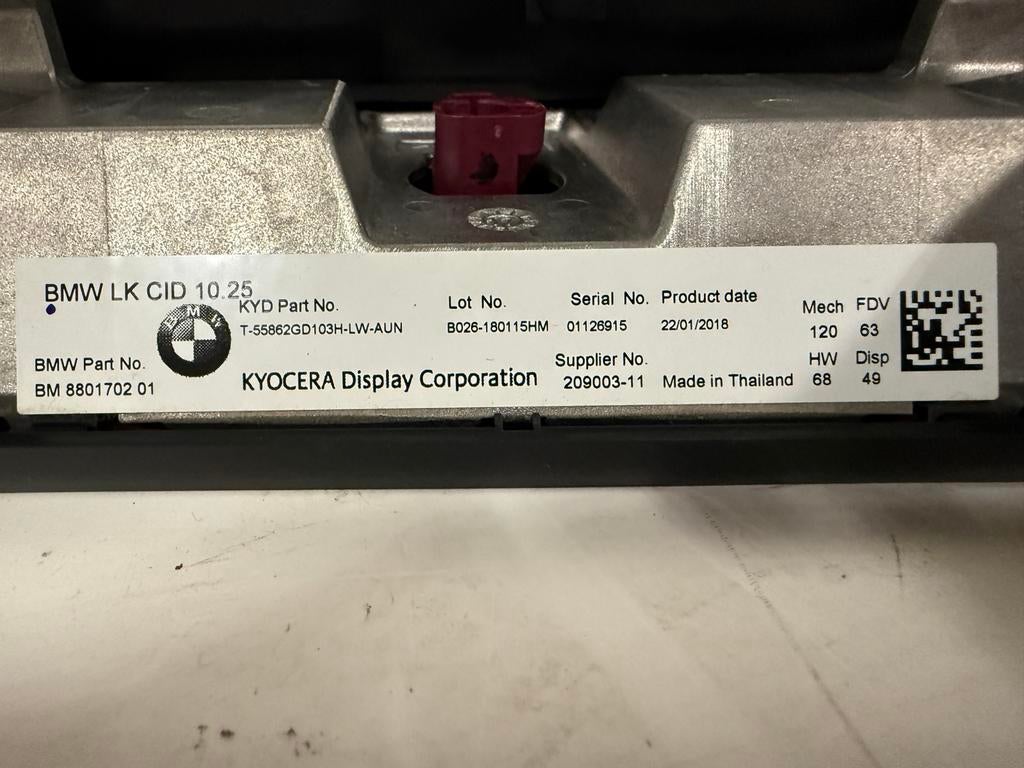 BMW LK CID 10.25
BMW
KYD Part No.
T-55862GD103H-LW-AUN
Lot No.
B026-180115HM
Serial No.
01126915
Product date
22/01/2018
Mech
120
FDV
63
BMW Part No.
BM 8801702 01
KYOCERA Display Corporation
Supplier No.
209003-11
Made in Thailand
HW
68
Disp
49